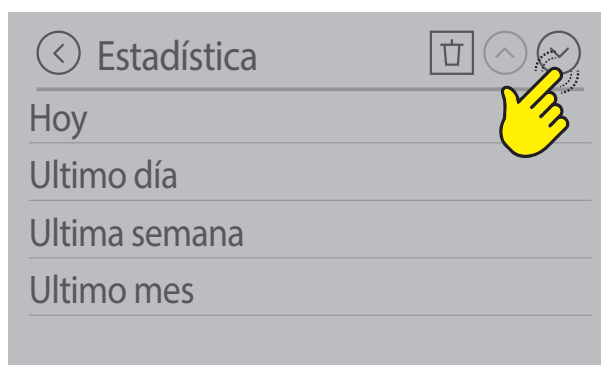 Estadística
Hoy
Ultimo día
Ultima semana
Ultimo mes